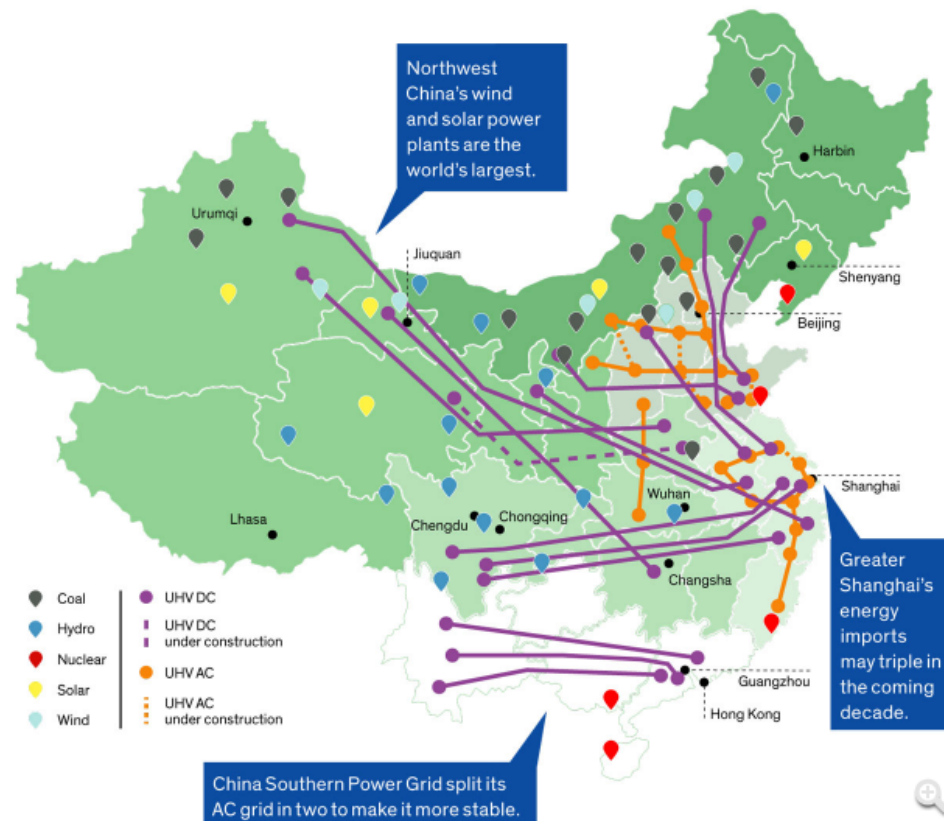 Northwest
China's wind
and solar power
plants are the
world's largest.
Harbin
Urumqi
Jiuquan
Shenyang
Beijing
Shanghai
Wuhan
Chengdu
Chongqing
Lhasa
Changsha
Greater
Shanghai's
energy
imports
may triple in
the coming
decade.
Coal
Hydro
Nuclear
Solar
Wind
UHV DC
UHV DC
under construction
UHV AC
UHV AC
under construction
Guangzhou
Hong Kong
China Southern Power Grid split its
AC grid in two to make it more stable.